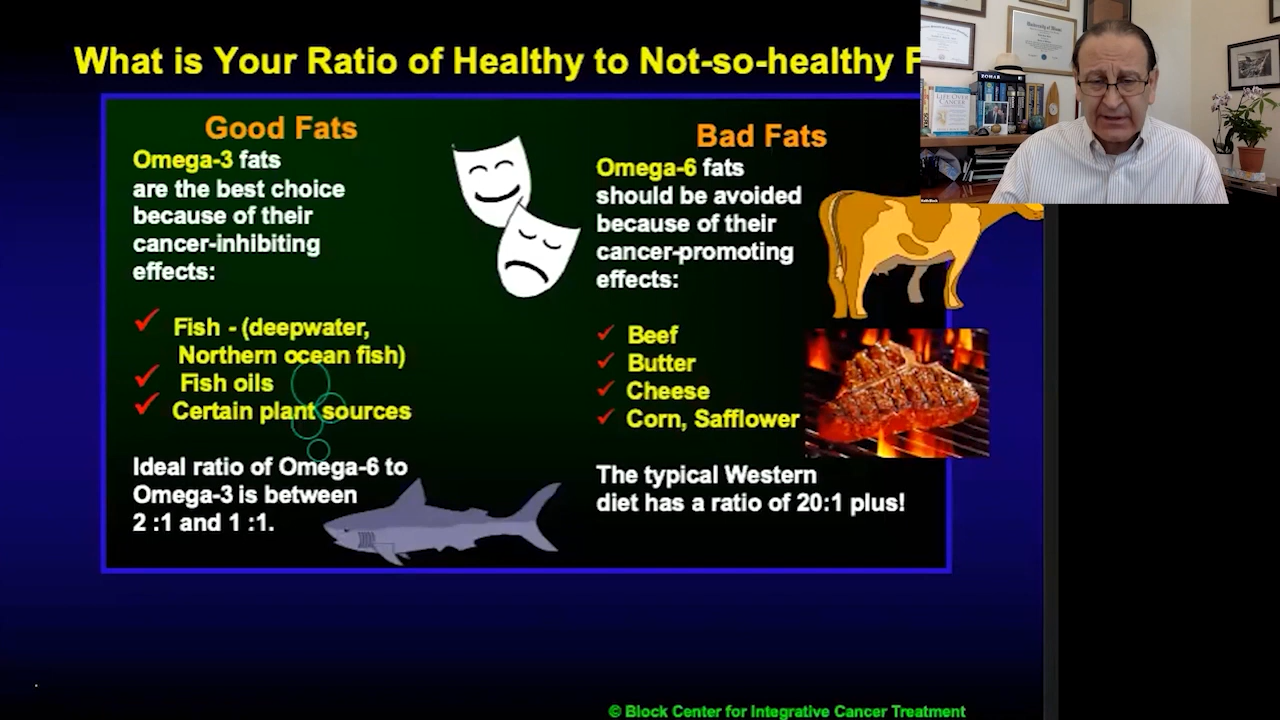 What is Your Ratio of Healthy to Not-so-healthy
Good Fats
Omega-3 fats
are the best choice
because of their
cancer-inhibiting
effects:
Fish - (deepwater,
Northern ocean fish)
Fish oils
Certain plant sources
Ideal ratio of Omega-6 to
Omega-3 is between
2 :1 and 1 :1.
Bad Fats
Omega-6 fats
should be avoided
because of their
cancer-promoting
effects:
Beef
Butter
Cheese
Corn, Safflower
The typical Western
diet has a ratio of 20:1 plus!
LIFE OVER
CANCER
© Block Center for Integrative Cancer Treatment